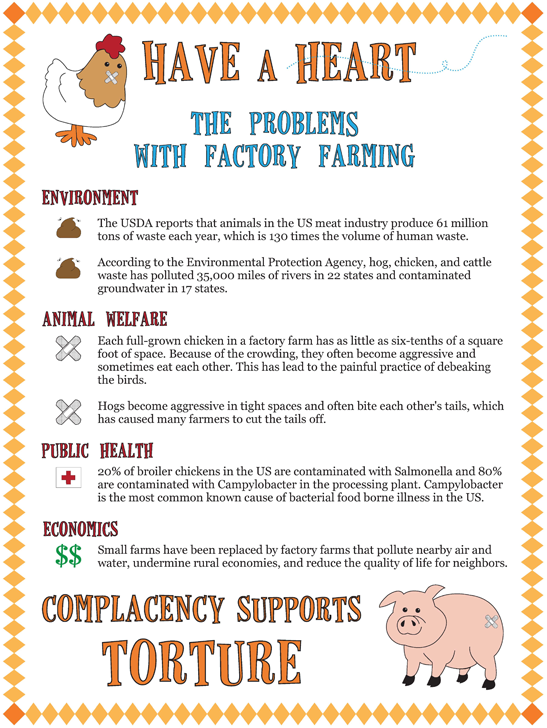 HAVE A HEART
THE PROBLEMS
WITH FACTORY FARMING
ENVIRONMENT
The USDA reports that animals in the US meat industry produce 61 million
tons of waste each year, which is 130 times the volume of human waste.
According to the Environmental Protection Agency, hog, chicken, and cattle
waste has polluted 35,000 miles of rivers in 22 states and contaminated
groundwater in 17 states.
ANIMAL WELFARE
Each full-grown chicken in a factory farm has as little as six-tenths of a square
foot of space. Because of the crowding, they often become aggressive and
sometimes eat each other. This has lead to the painful practice of debeaking
the birds.
Hogs become aggressive in tight spaces and often bite each other's tails, which
has caused many farmers to cut the tails off.
PUBLIC HEALTH
20% of broiler chickens in the US are contaminated with Salmonella and 80%
are contaminated with Campylobacter in the processing plant. Campylobacter
is the most common known cause of bacterial food borne illness in the US.
ECONOMICS
$$ Small farms have been replaced by factory farms that pollute nearby air and
water, undermine rural economies, and reduce the quality of life for neighbors.
COMPLACENCY SUPPORTS
TORTURE